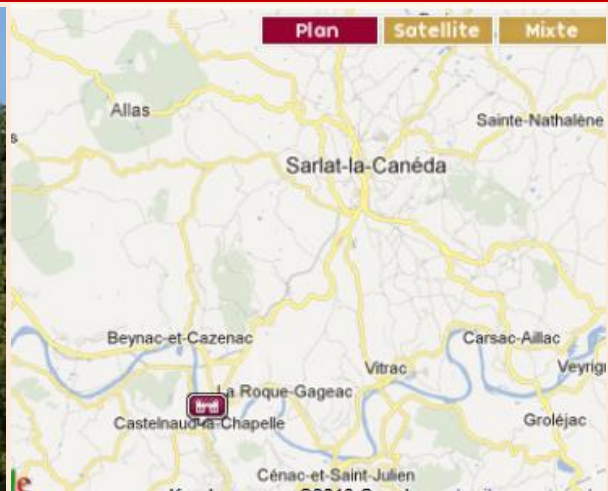 Plan Satellite Mixte
Allas
Sainte-Nathalène
Sarlat-la-Canéda
Beynac-et-Cazenac
Carsac-Aillac
Vitrac
La Roque-Gageac
Castelnaud-la-Chapelle
Groléjac
Cénac-et-Saint-Julien